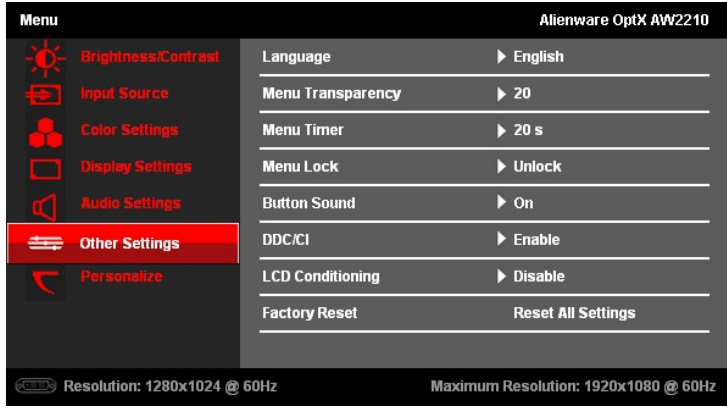 Menu Alienware OptX AW2210
Brightness/Contrast Language English
Input Source Menu Transparency 20
Color Settings Menu Timer 20 s
Display Settings Menu Lock Unlock
Audio Settings Button Sound On
Other Settings DDC/CI Enable
Personalize LCD Conditioning Disable
Factory Reset Reset All Settings
Resolution: 1280x1024 @ 60Hz Maximum Resolution: 1920x1080 @ 60Hz